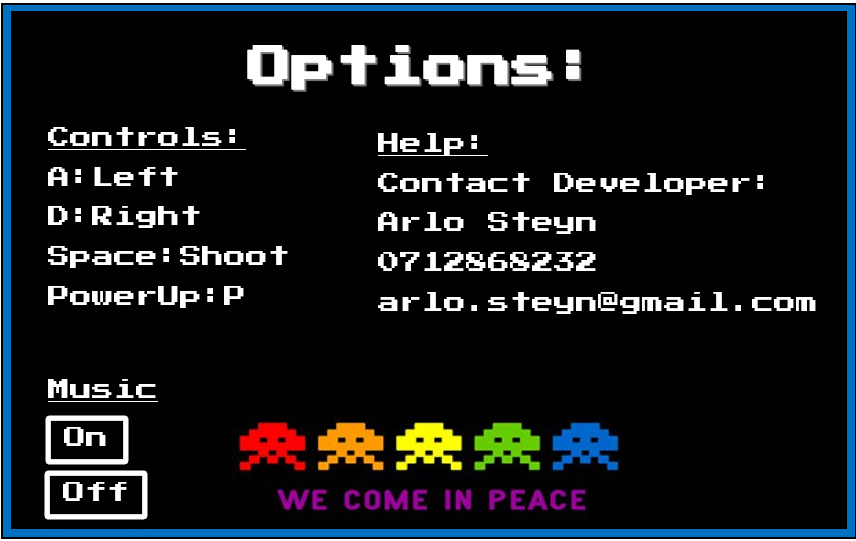 Options:
Controls:
A:Left
D:Right
Space:Shoot
PowerUp:P
Help:
Contact Developer:
Arlo Steyn
0712868232
arlo.steyn@gmail.com
Music
On
Off
WE COME IN PEACE